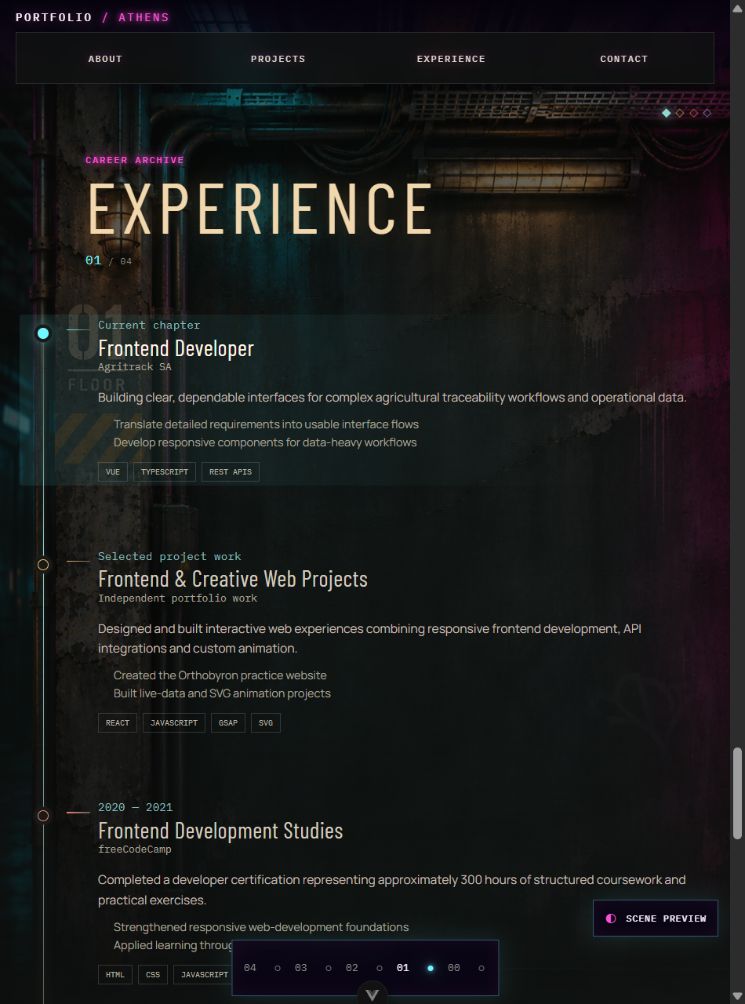 PORTFOLIO / ATHENS
ABOUT PROJECTS EXPERIENCE CONTACT
CAREER ARCHIVE
EXPERIENCE
01 / 04
01
FLOOR
Current chapter
Frontend Developer
Agritrack SA
Building clear, dependable interfaces for complex agricultural traceability workflows and operational data.
Translate detailed requirements into usable interface flows
Develop responsive components for data-heavy workflows
VUE TYPESCRIPT REST APIS
Selected project work
Frontend & Creative Web Projects
Independent portfolio work
Designed and built interactive web experiences combining responsive frontend development, API
integrations and custom animation.
Created the Orthobyron practice website
Built live-data and SVG animation projects
REACT JAVASCRIPT GSAP SVG
2020 — 2021
Frontend Development Studies
freeCodeCamp
Completed a developer certification representing approximately 300 hours of structured coursework and
practical exercises.
Strengthened responsive web-development foundations
Applied learning
HTML CSS JAVASCRIPT
SCENE PREVIEW
04 03 02 01 00